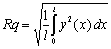 Rq = √(1/l ∫₀ˡ y²(x) dx)